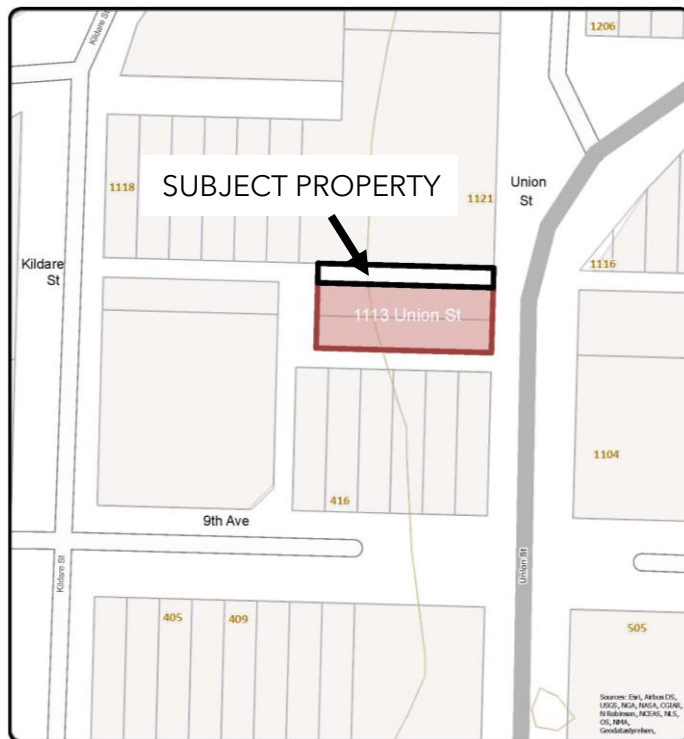 Kildare St
1206
SUBJECT PROPERTY
1118
1121
Union
St
Kildare
St
1116
1113 Union St
1104
416
9th Ave
Kildare St
Union St
405
409
505
Sources: Esri, Airbus DS,
USGS, NGA, NASA, CGIAR,
N Robinson, NCEAS, NLS,
OS, NMA,
Geodatastyrelsen,